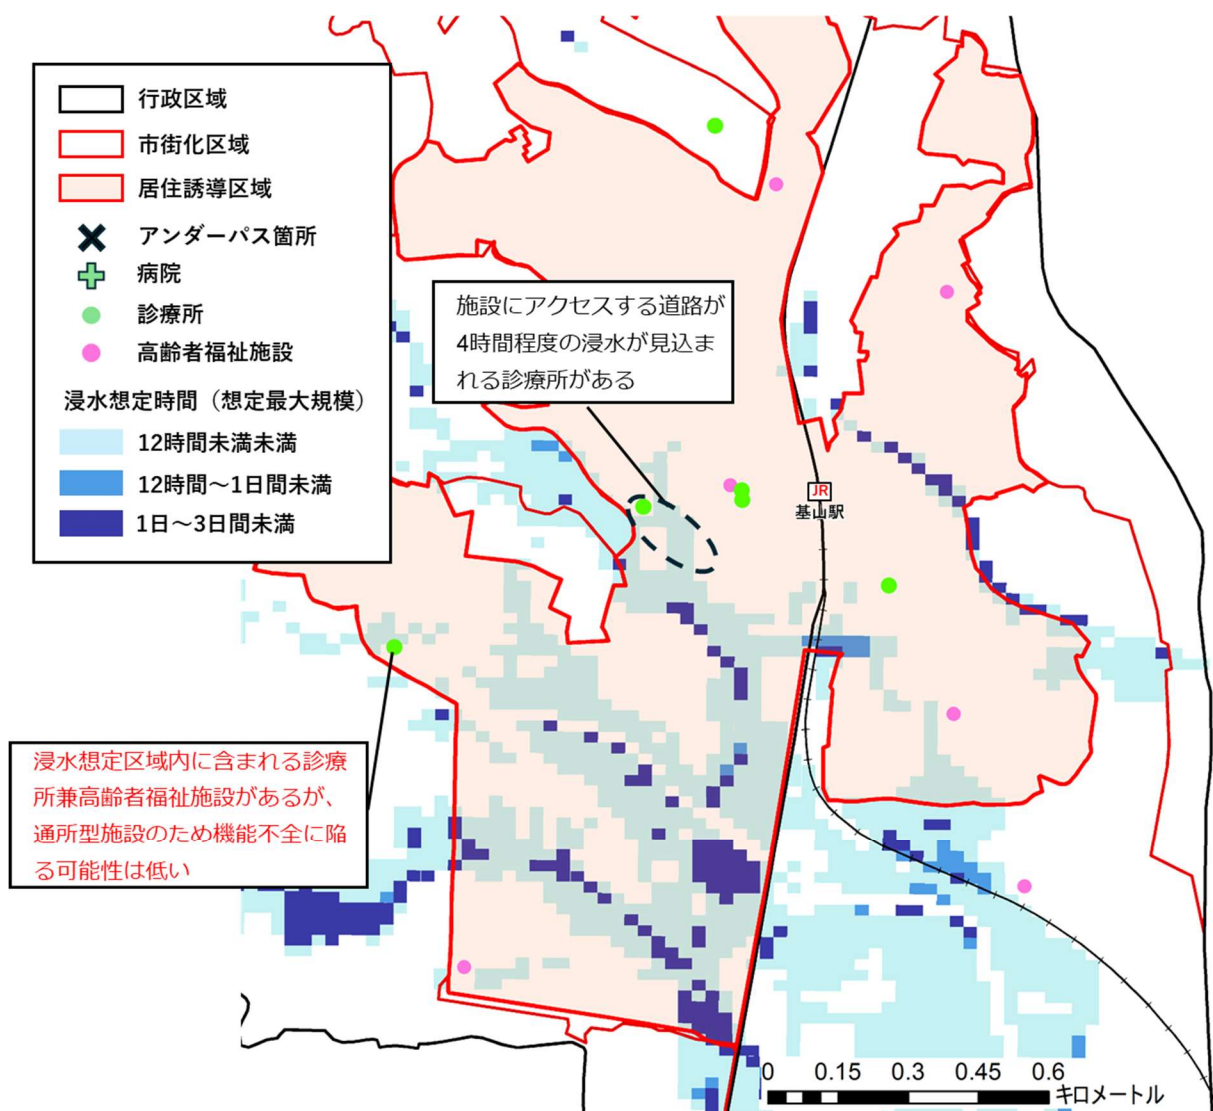 行政区域
市街化区域
居住誘導区域
アンダーパス箇所
病院
診療所
高齢者福祉施設
浸水想定時間（想定最大規模）
12時間未満未満
12時間～1日間未満
1日～3日間未満
施設にアクセスする道路が
4時間程度の浸水が見込ま
れる診療所がある
JR
基山駅
浸水想定区域内に含まれる診療
所兼高齢者福祉施設があるが、
通所型施設のため機能不全に陥
る可能性は低い
0 0.15 0.3 0.45 0.6
キロメートル